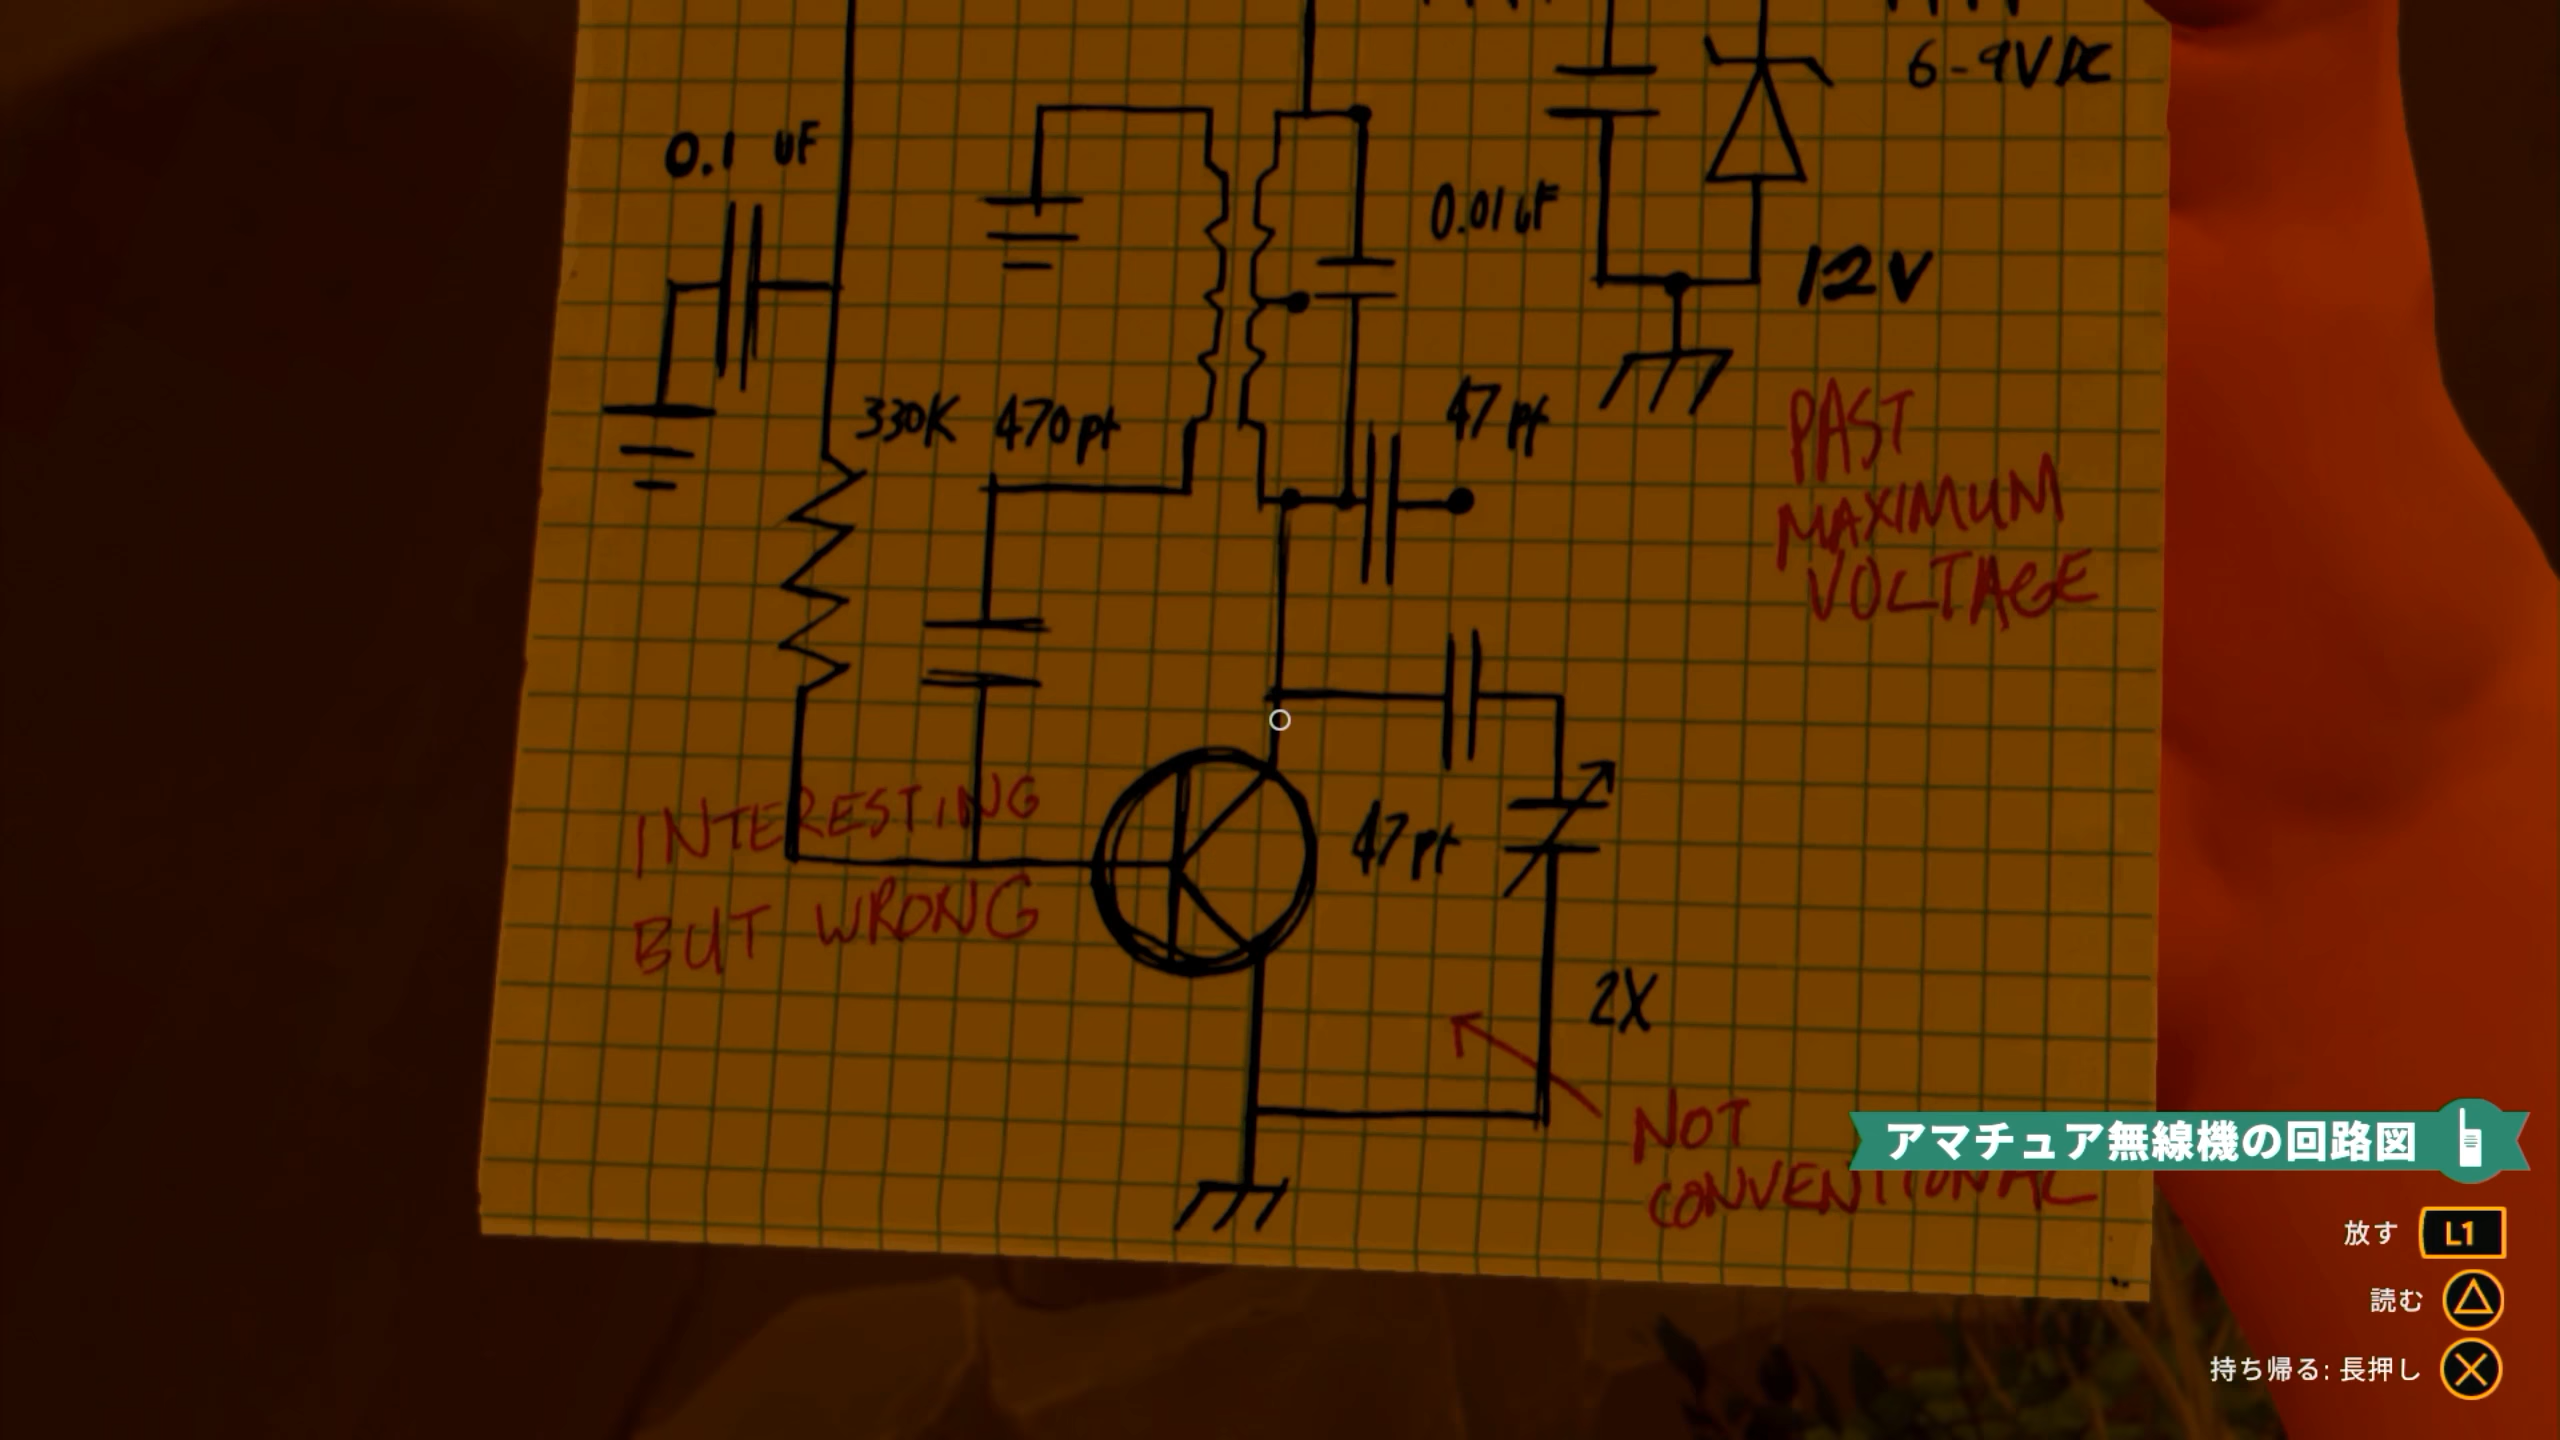 6-9VDC
0.1 uF
0.01uF
12V
330K 470pf
47pf
PAST
MAXIMUM
VOLTAGE
INTERESTING
BUT WRONG
47pf
2X
NOT
CONVENTIONAL
アマチュア無線機の回路図
放す L1
読む
持ち帰る: 長押し